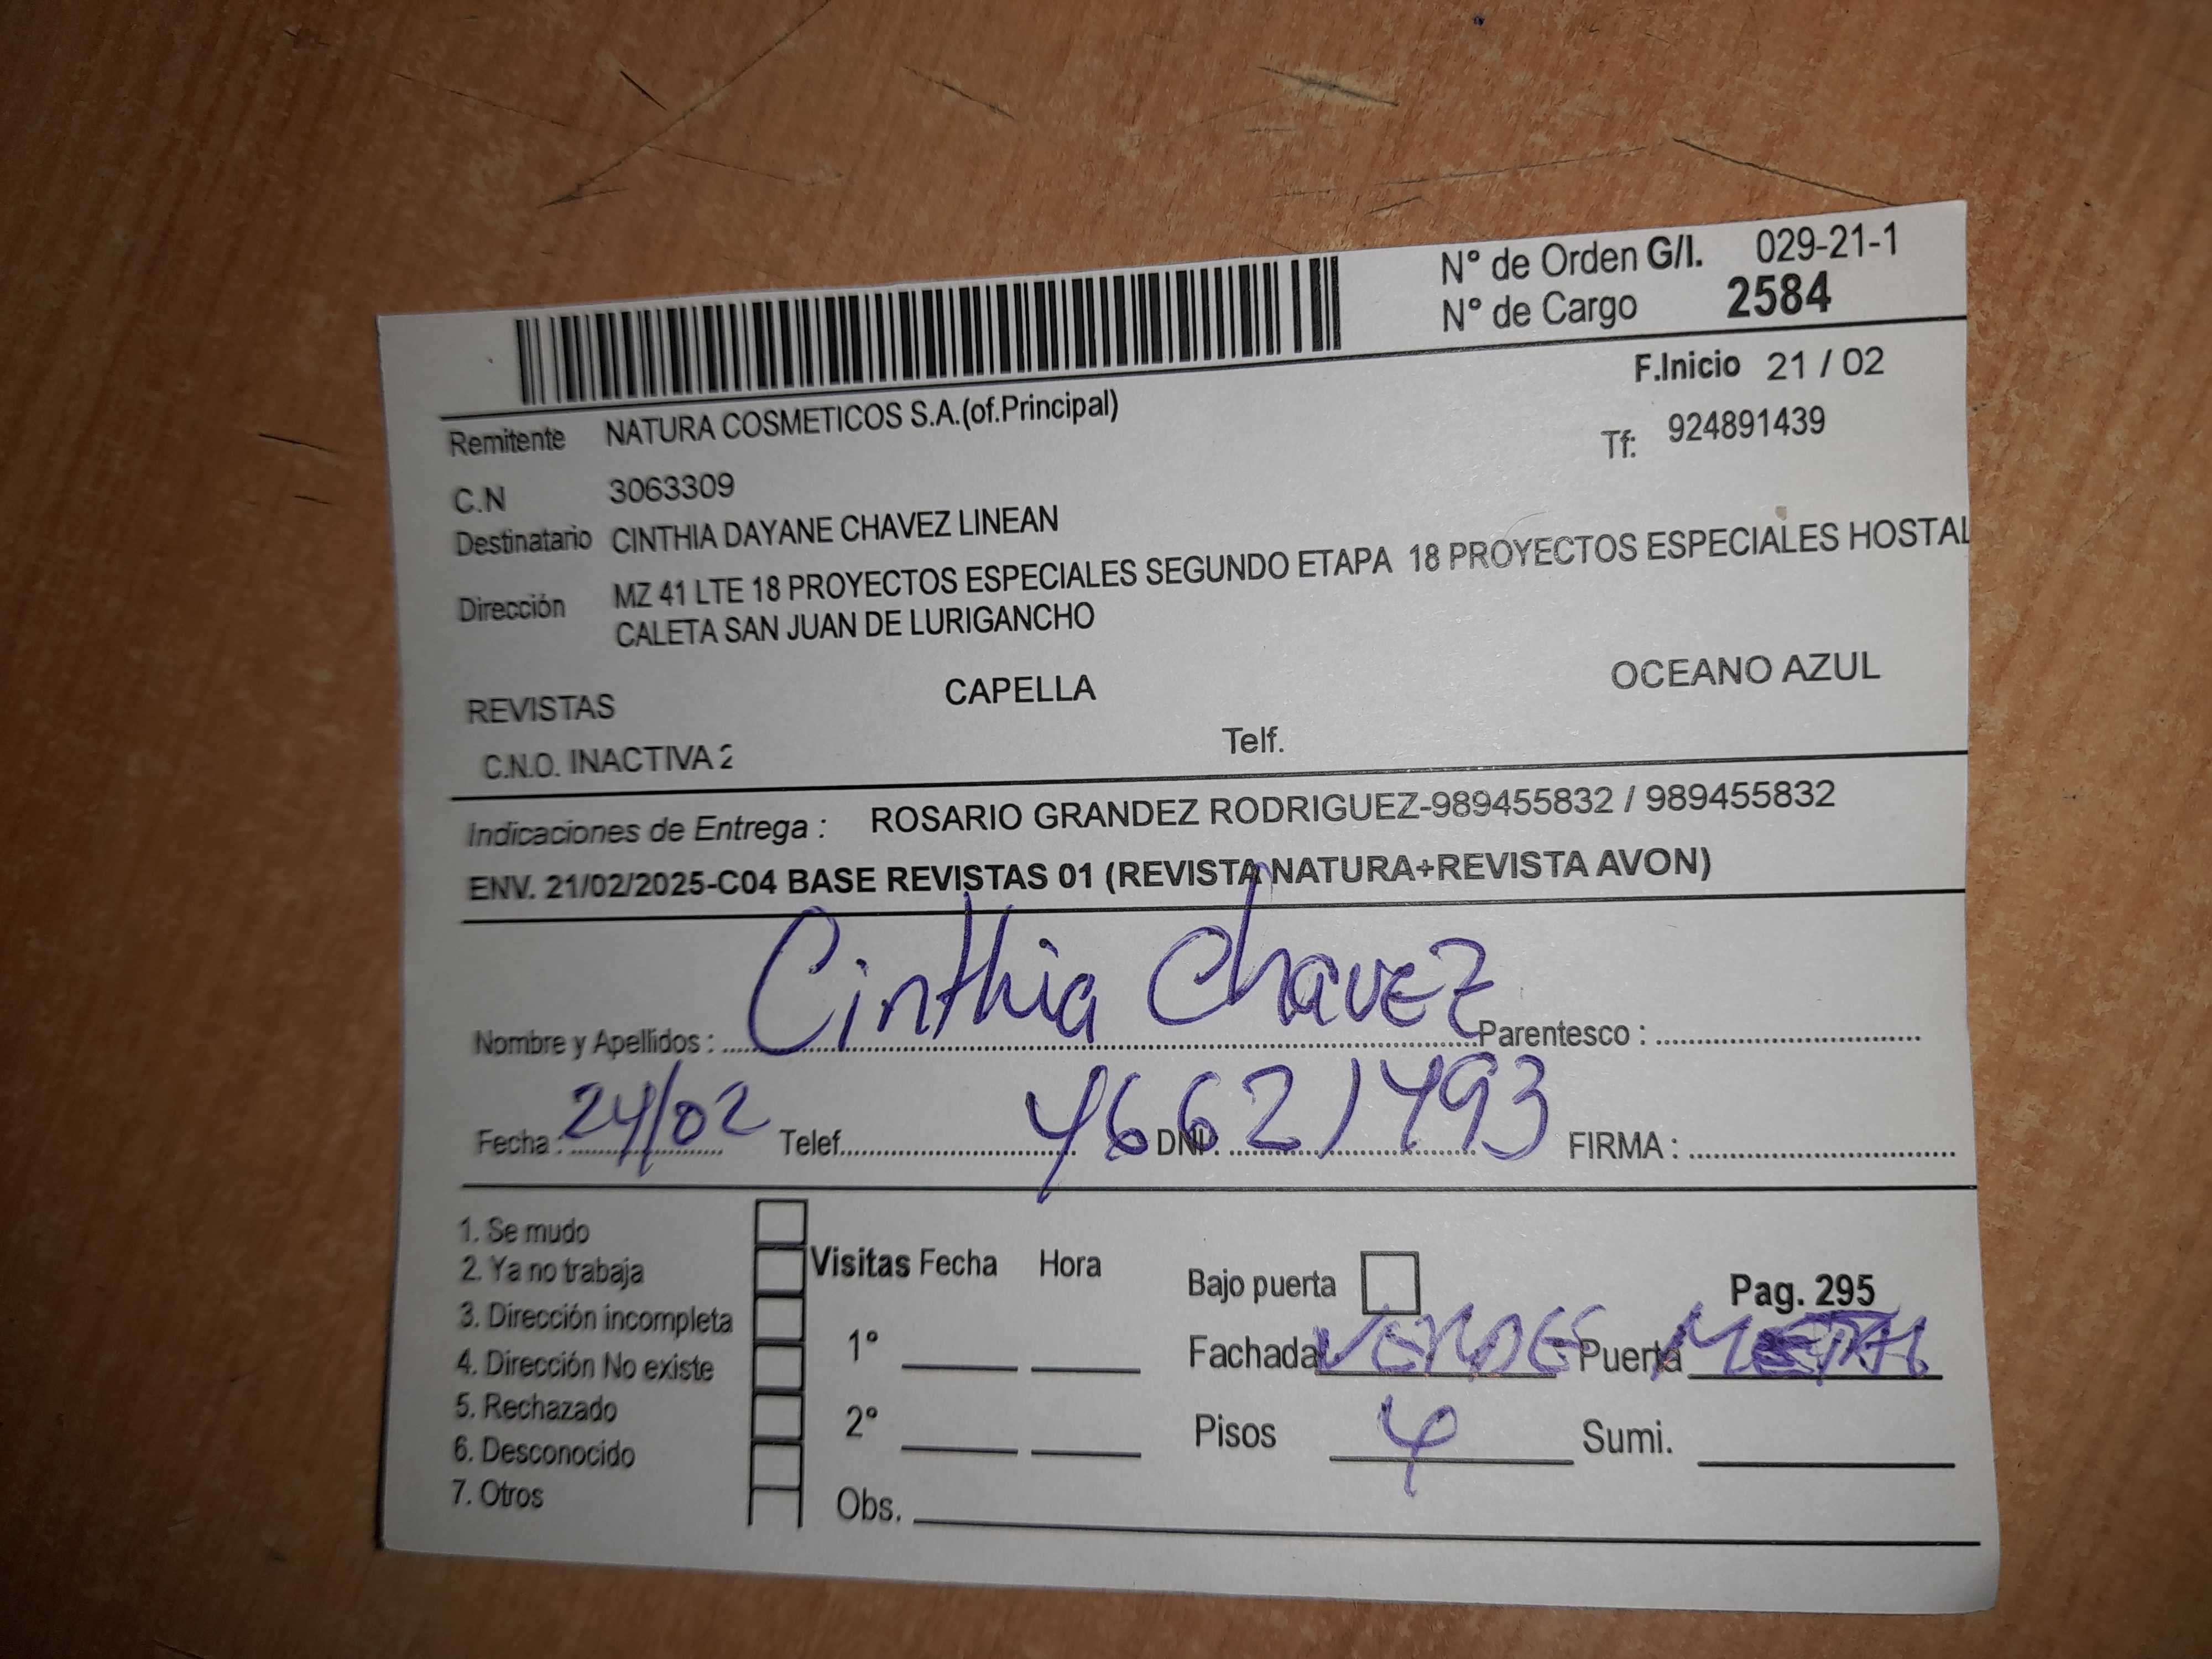 N° de Orden G/I. 029-21-1
N° de Cargo 2584
F.Inicio 21 / 02
Remitente NATURA COSMETICOS S.A.(of.Principal)
Tf: 924891439
C.N 3063309
Destinatario CINTHIA DAYANE CHAVEZ LINEAN
Dirección MZ 41 LTE 18 PROYECTOS ESPECIALES SEGUNDO ETAPA 18 PROYECTOS ESPECIALES HOSTAL
CALETA SAN JUAN DE LURIGANCHO
REVISTAS CAPELLA OCEANO AZUL
C.N.O. INACTIVA 2 Telf.
Indicaciones de Entrega : ROSARIO GRANDEZ RODRIGUEZ-989455832 / 989455832
ENV. 21/02/2025-C04 BASE REVISTAS 01 (REVISTA NATURA+REVISTA AVON)
Nombre y Apellidos : Cinthia Chavez Parentesco :
Fecha : 24/02 Telef. DNI. 46621493 FIRMA :
1. Se mudo
2. Ya no trabaja
3. Dirección incompleta
4. Dirección No existe
5. Rechazado
6. Desconocido
7. Otros
Visitas Fecha Hora
1°
2°
Obs.
Bajo puerta Pag. 295
Fachada VERDE Puerta METAL
Pisos 4 Sumi.